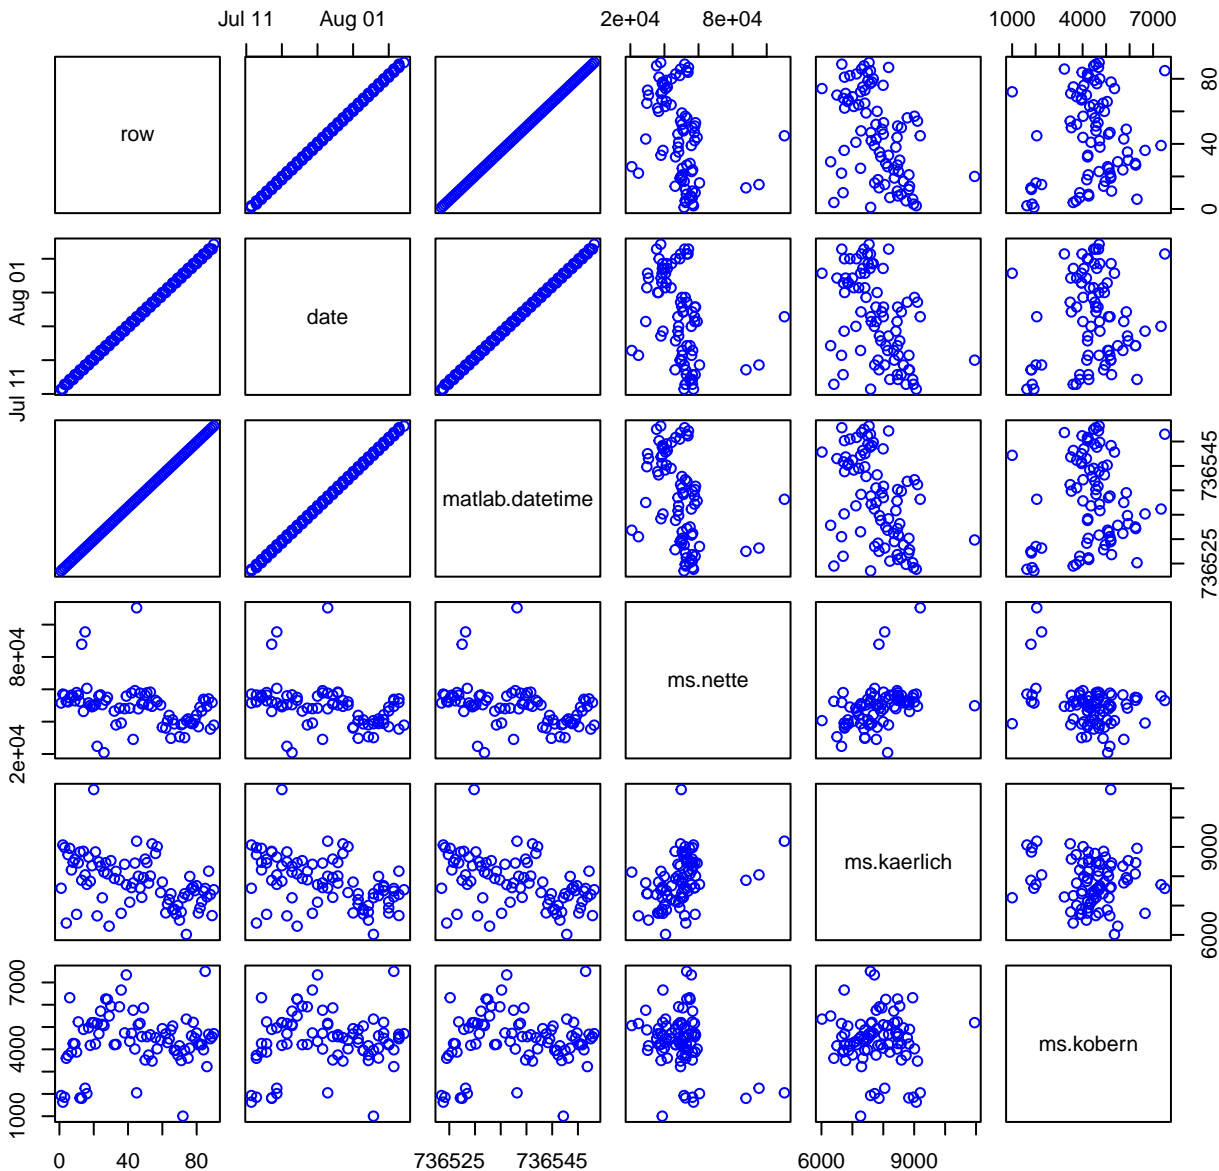 Jul 11 Aug 01
2e+04 8e+04
1000 4000 7000
row
0 40 80
Jul 11 Aug 01
date
matlab.datetime
736525 736545
2e+04 8e+04
ms.nette
ms.kaerlich
6000 9000
1000 4000 7000
ms.kobern
0 40 80
736525 736545
6000 9000